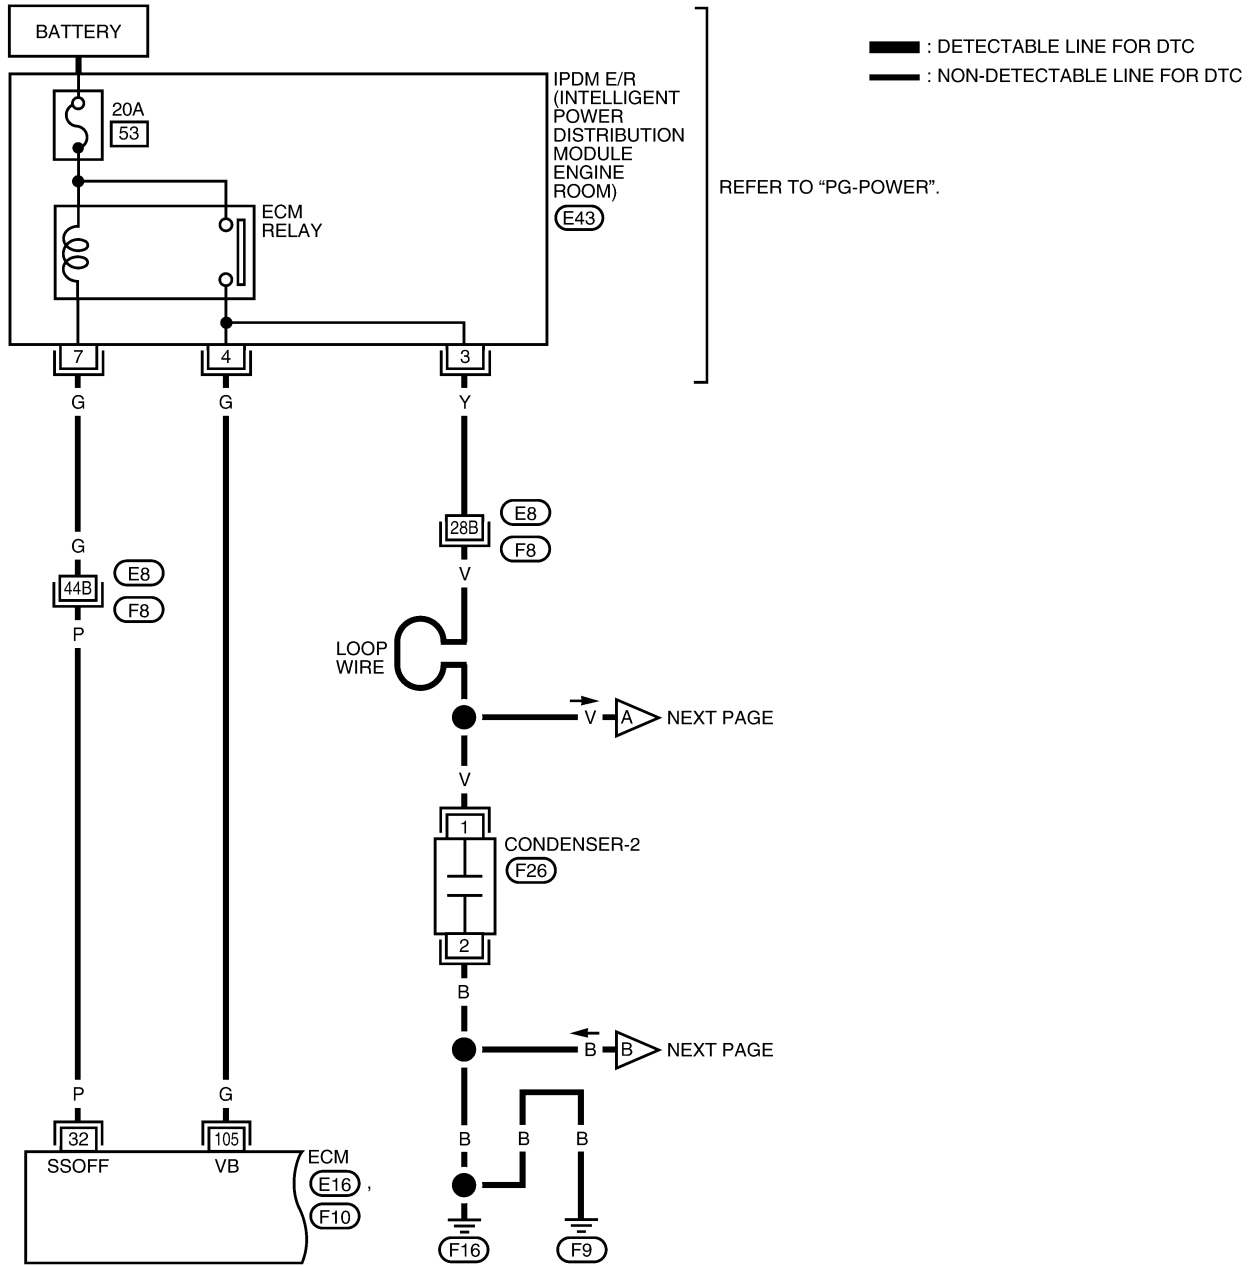 BATTERY
: DETECTABLE LINE FOR DTC
: NON-DETECTABLE LINE FOR DTC
IPDM E/R
(INTELLIGENT
POWER
DISTRIBUTION
MODULE
ENGINE
ROOM)
E43
20A
53
REFER TO “PG-POWER”.
ECM
RELAY
7
4
3
G
G
Y
28B
E8
F8
G
44B
E8
F8
V
P
LOOP
WIRE
V
A
NEXT PAGE
V
1
CONDENSER-2
F26
2
B
B
B
NEXT PAGE
P
G
B
B
B
32
105
SSOFF
VB
ECM
E16 ,
F10
F16
F9